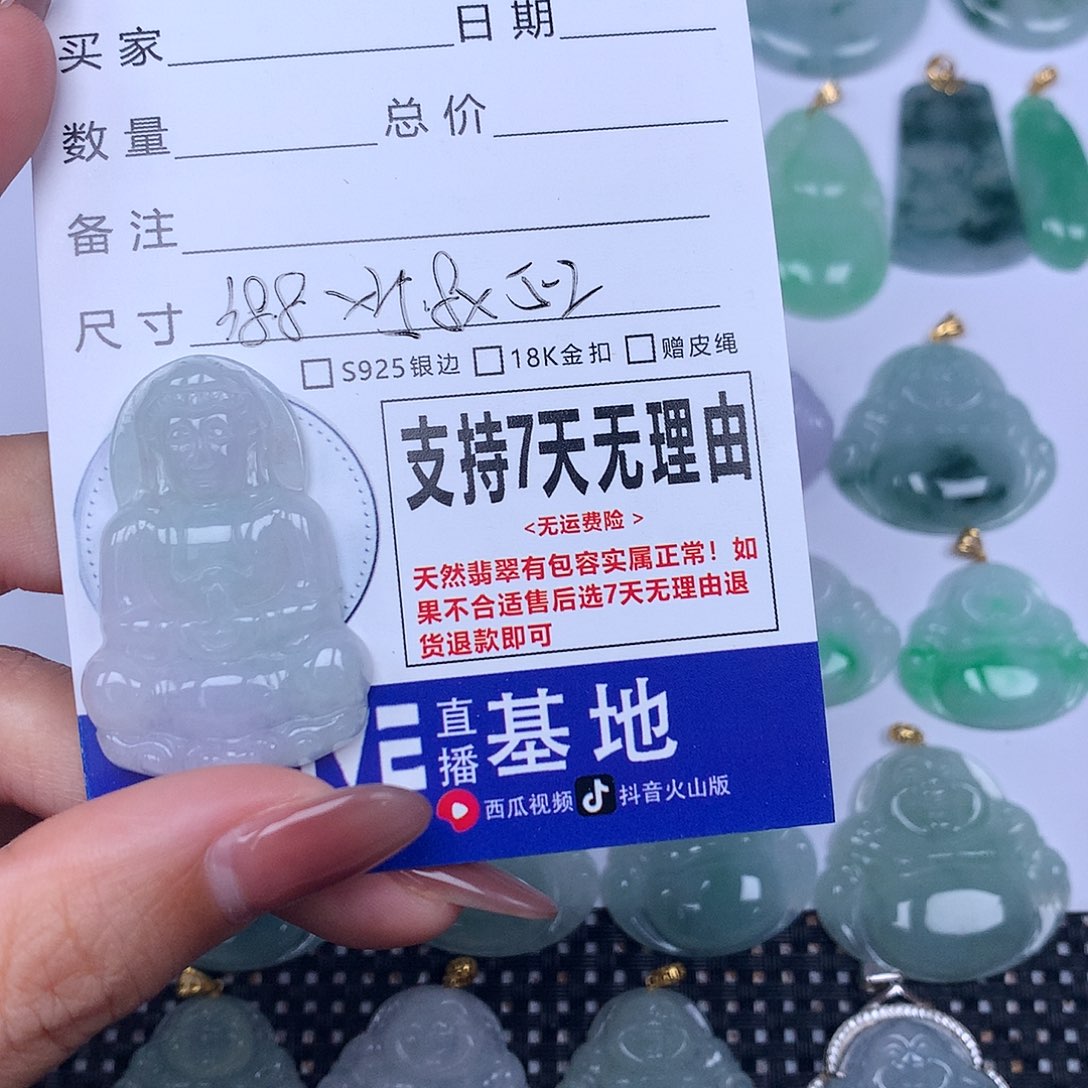 买家 日期
数量 总价
备注
尺寸
□ S925银边 □ 18K金扣 □ 赠皮绳
支持7天无理由
<无运费险 >
天然翡翠有包容实属正常！如
果不合适售后选7天无理由退
货退款即可
直播基地
西瓜视频 抖音火山版